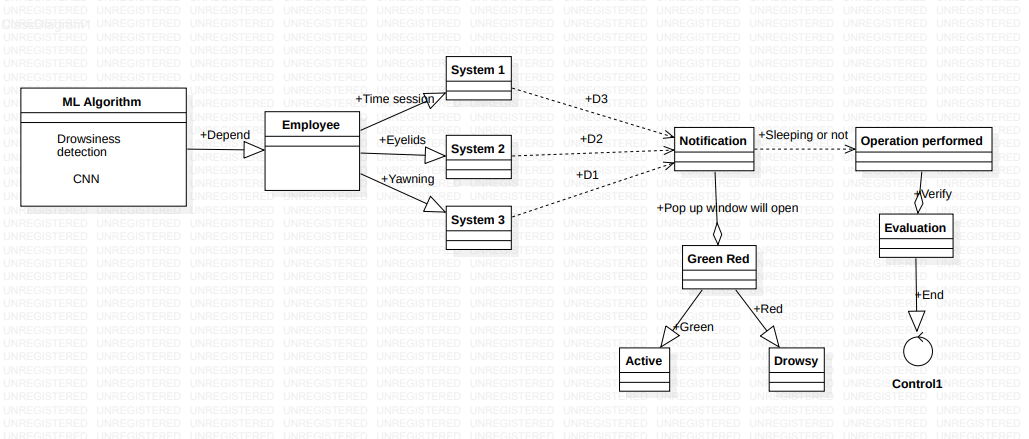 ClassDiagram1
System 1
+Time session
+D3
ML Algorithm
Drowsiness
detection
CNN
+Depend
Employee
+Eyelids
System 2
+D2
Notification
+Sleeping or not
Operation performed
+Yawning
+D1
System 3
+Pop up window will open
+Verify
Evaluation
Green Red
+End
+Green
+Red
Active
Drowsy
Control1
UNREGISTERED